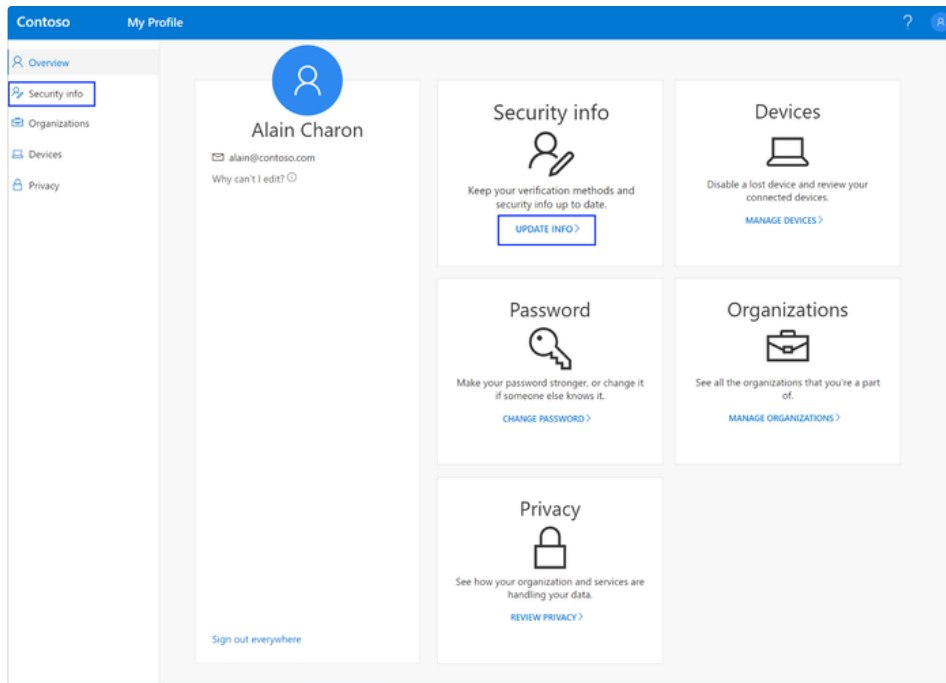 Contoso
My Profile
?
Overview
Security info
Organizations
Devices
Privacy
Alain Charon
alain@contoso.com
Why can't I edit?
Sign out everywhere
Security info
Keep your verification methods and
security info up to date.
UPDATE INFO >
Devices
Disable a lost device and review your
connected devices.
MANAGE DEVICES >
Password
Make your password stronger, or change it
if someone else knows it.
CHANGE PASSWORD >
Organizations
See all the organizations that you're a part
of.
MANAGE ORGANIZATIONS >
Privacy
See how your organization and services are
handling your data.
REVIEW PRIVACY >